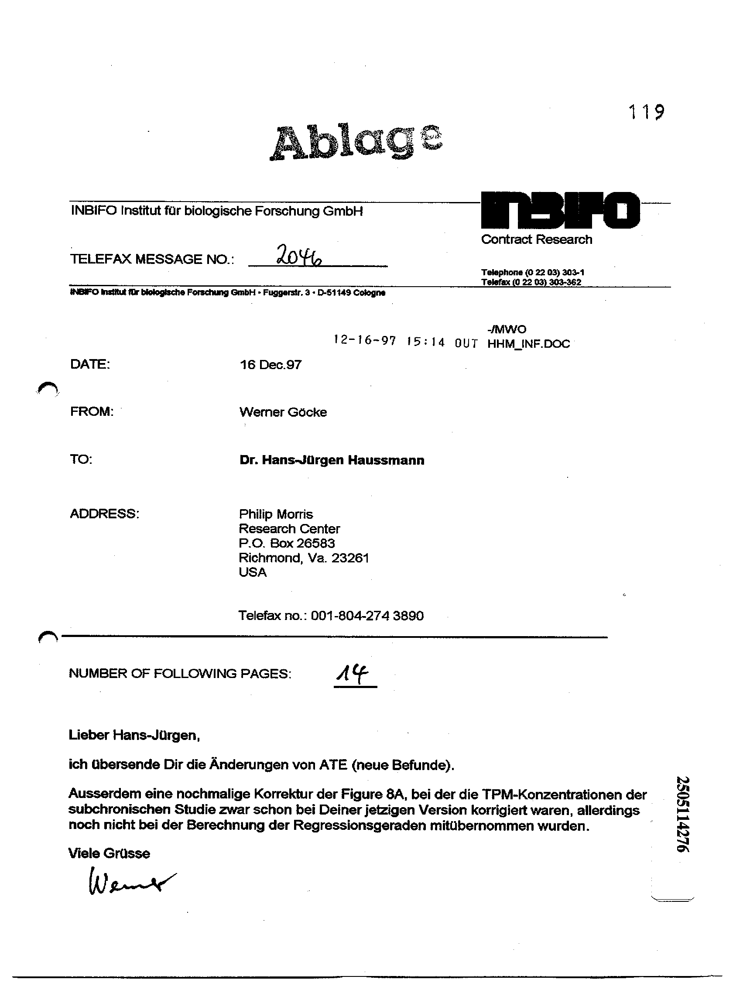 119
Ablage
INBIFO Institut für biologische Forschung GmbH
INBIFO
Contract Research
TELEFAX MESSAGE NO.: 2046
Telephone (0 22 03) 303-1
Telefax (0 22 03) 303-362
INBIFO Institut für biologische Forschung GmbH • Fuggerstr. 3 • D-51149 Cologne
-/MWO
12-16-97 15:14 OUT HHM_INF.DOC
DATE: 16 Dec.97
FROM: Werner Göcke
TO: Dr. Hans-Jürgen Haussmann
ADDRESS: Philip Morris
Research Center
P.O. Box 26583
Richmond, Va. 23261
USA
Telefax no.: 001-804-274 3890
NUMBER OF FOLLOWING PAGES: 14
Lieber Hans-Jürgen,
ich übersende Dir die Änderungen von ATE (neue Befunde).
Ausserdem eine nochmalige Korrektur der Figure 8A, bei der die TPM-Konzentrationen der
subchronischen Studie zwar schon bei Deiner jetzigen Version korrigiert waren, allerdings
noch nicht bei der Berechnung der Regressionsgeraden mitübernommen wurden.
Viele Grüsse
Werner
2505114276